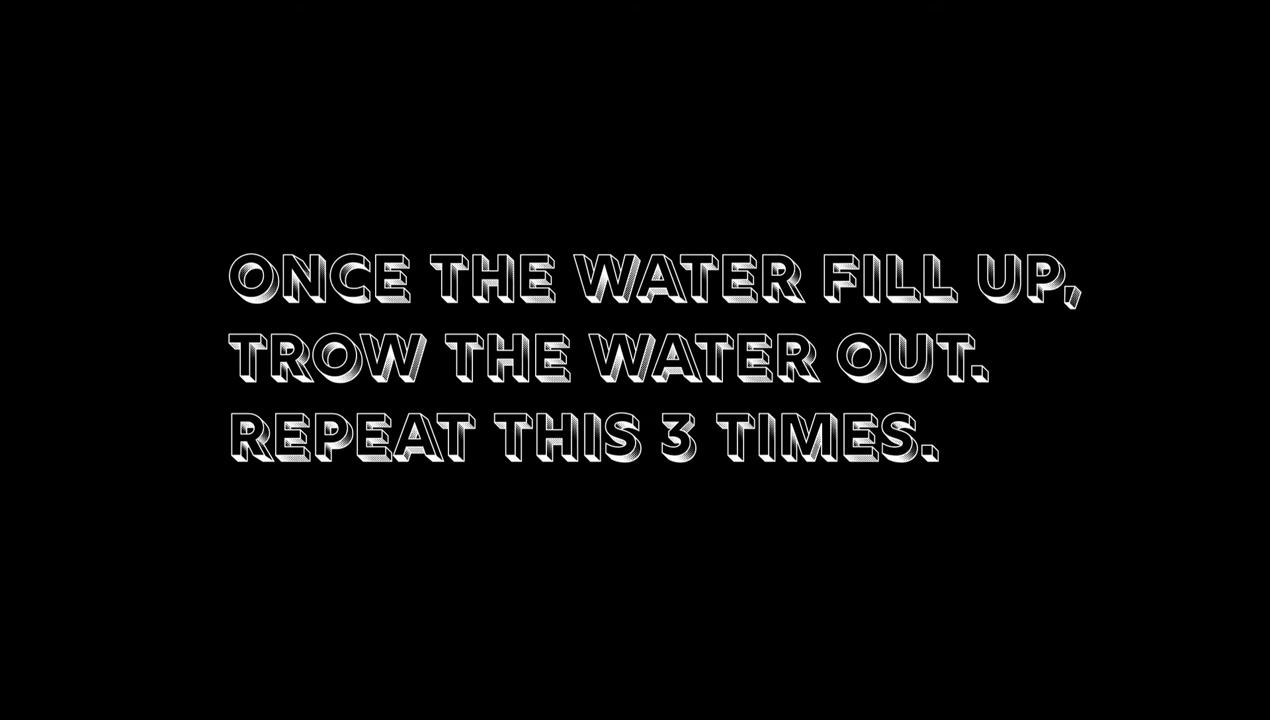 ONCE THE WATER FILL UP,
TROW THE WATER OUT.
REPEAT THIS 3 TIMES.